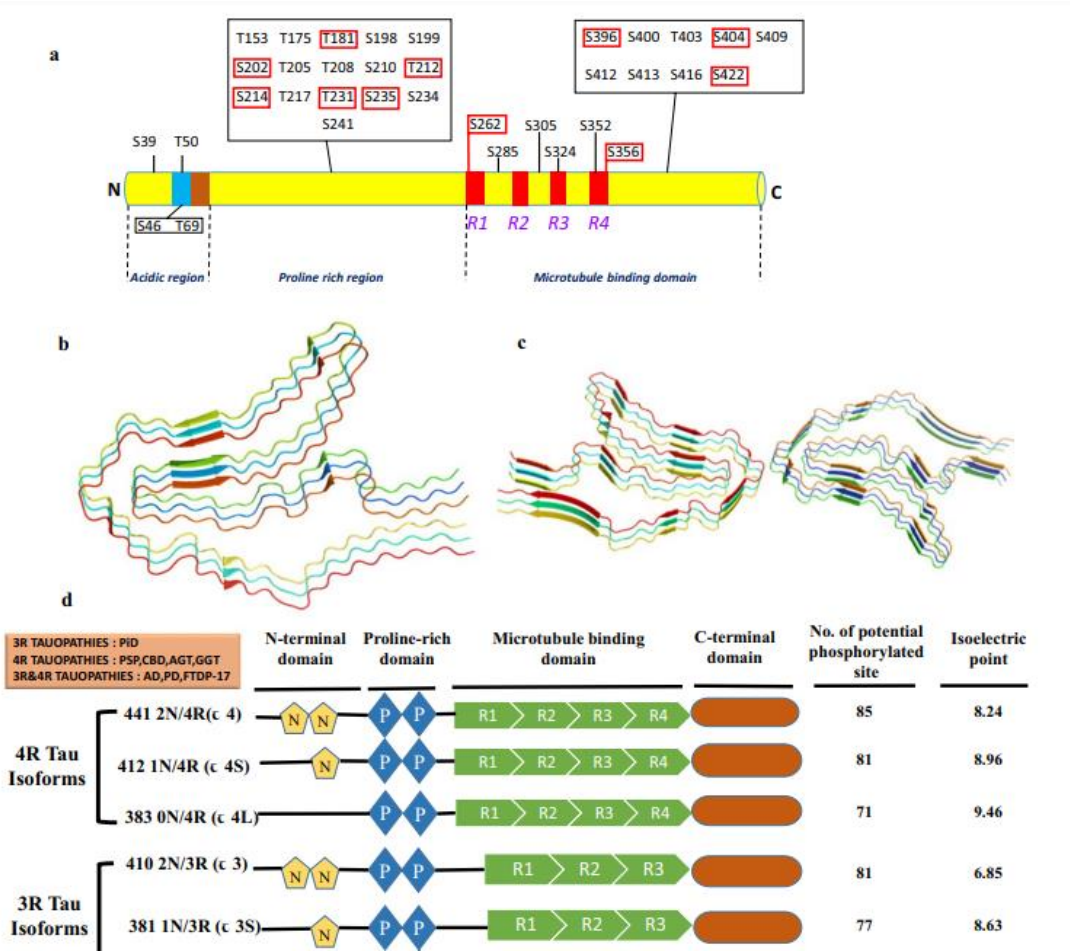 a
T153 T175 T181 S198 S199
S202 T205 T208 S210 T212
S214 T217 T231 S235 S234
S241
S396 S400 T403 S404 S409
S412 S413 S416 S422
S39 T50
S262 S305 S352
S285 S324 S356
N C
S46 T69
R1 R2 R3 R4
Acidic region Proline rich region Microtubule binding domain
b c
d
3R TAUOPATHIES : PiD
4R TAUOPATHIES : PSP,CBD,AGT,GGT
3R&4R TAUOPATHIES : AD,PD,FTDP-17
N-terminal domain
Proline-rich domain
Microtubule binding domain
C-terminal domain
No. of potential phosphorylated site
Isoelectric point
4R Tau Isoforms
441 2N/4R(c 4) N N P P R1 R2 R3 R4 85 8.24
412 1N/4R (c 4S) N P P R1 R2 R3 R4 81 8.96
383 0N/4R (c 4L) P P R1 R2 R3 R4 71 9.46
3R Tau Isoforms
410 2N/3R (c 3) N N P P R1 R2 R3 81 6.85
381 1N/3R (c 3S) N P P R1 R2 R3 77 8.63